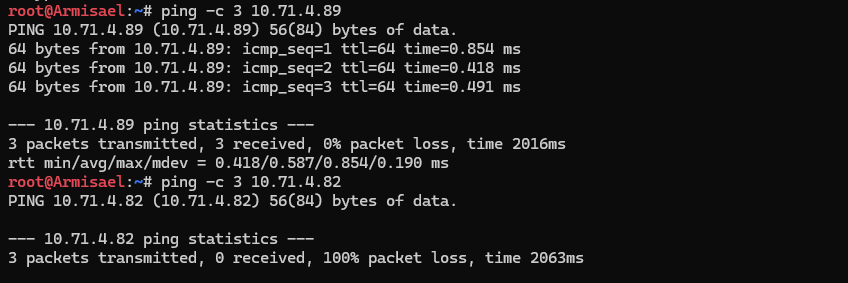 root@Armisael:~# ping -c 3 10.71.4.89
PING 10.71.4.89 (10.71.4.89) 56(84) bytes of data.
64 bytes from 10.71.4.89: icmp_seq=1 ttl=64 time=0.854 ms
64 bytes from 10.71.4.89: icmp_seq=2 ttl=64 time=0.418 ms
64 bytes from 10.71.4.89: icmp_seq=3 ttl=64 time=0.491 ms

--- 10.71.4.89 ping statistics ---
3 packets transmitted, 3 received, 0% packet loss, time 2016ms
rtt min/avg/max/mdev = 0.418/0.587/0.854/0.190 ms
root@Armisael:~# ping -c 3 10.71.4.82
PING 10.71.4.82 (10.71.4.82) 56(84) bytes of data.

--- 10.71.4.82 ping statistics ---
3 packets transmitted, 0 received, 100% packet loss, time 2063ms